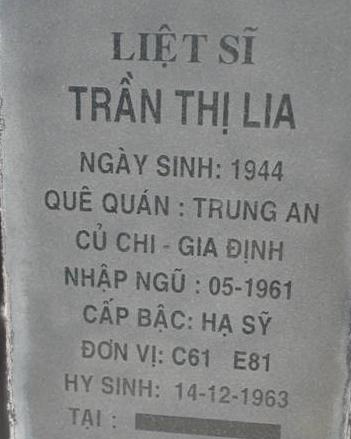 LIỆT SĨ
TRẦN THỊ LIA
NGÀY SINH: 1944
QUÊ QUÁN : TRUNG AN
CỦ CHI - GIA ĐỊNH
NHẬP NGŨ : 05-1961
CẤP BẬC: HẠ SỸ
ĐƠN VỊ: C61 E81
HY SINH: 14-12-1963
TẠI :